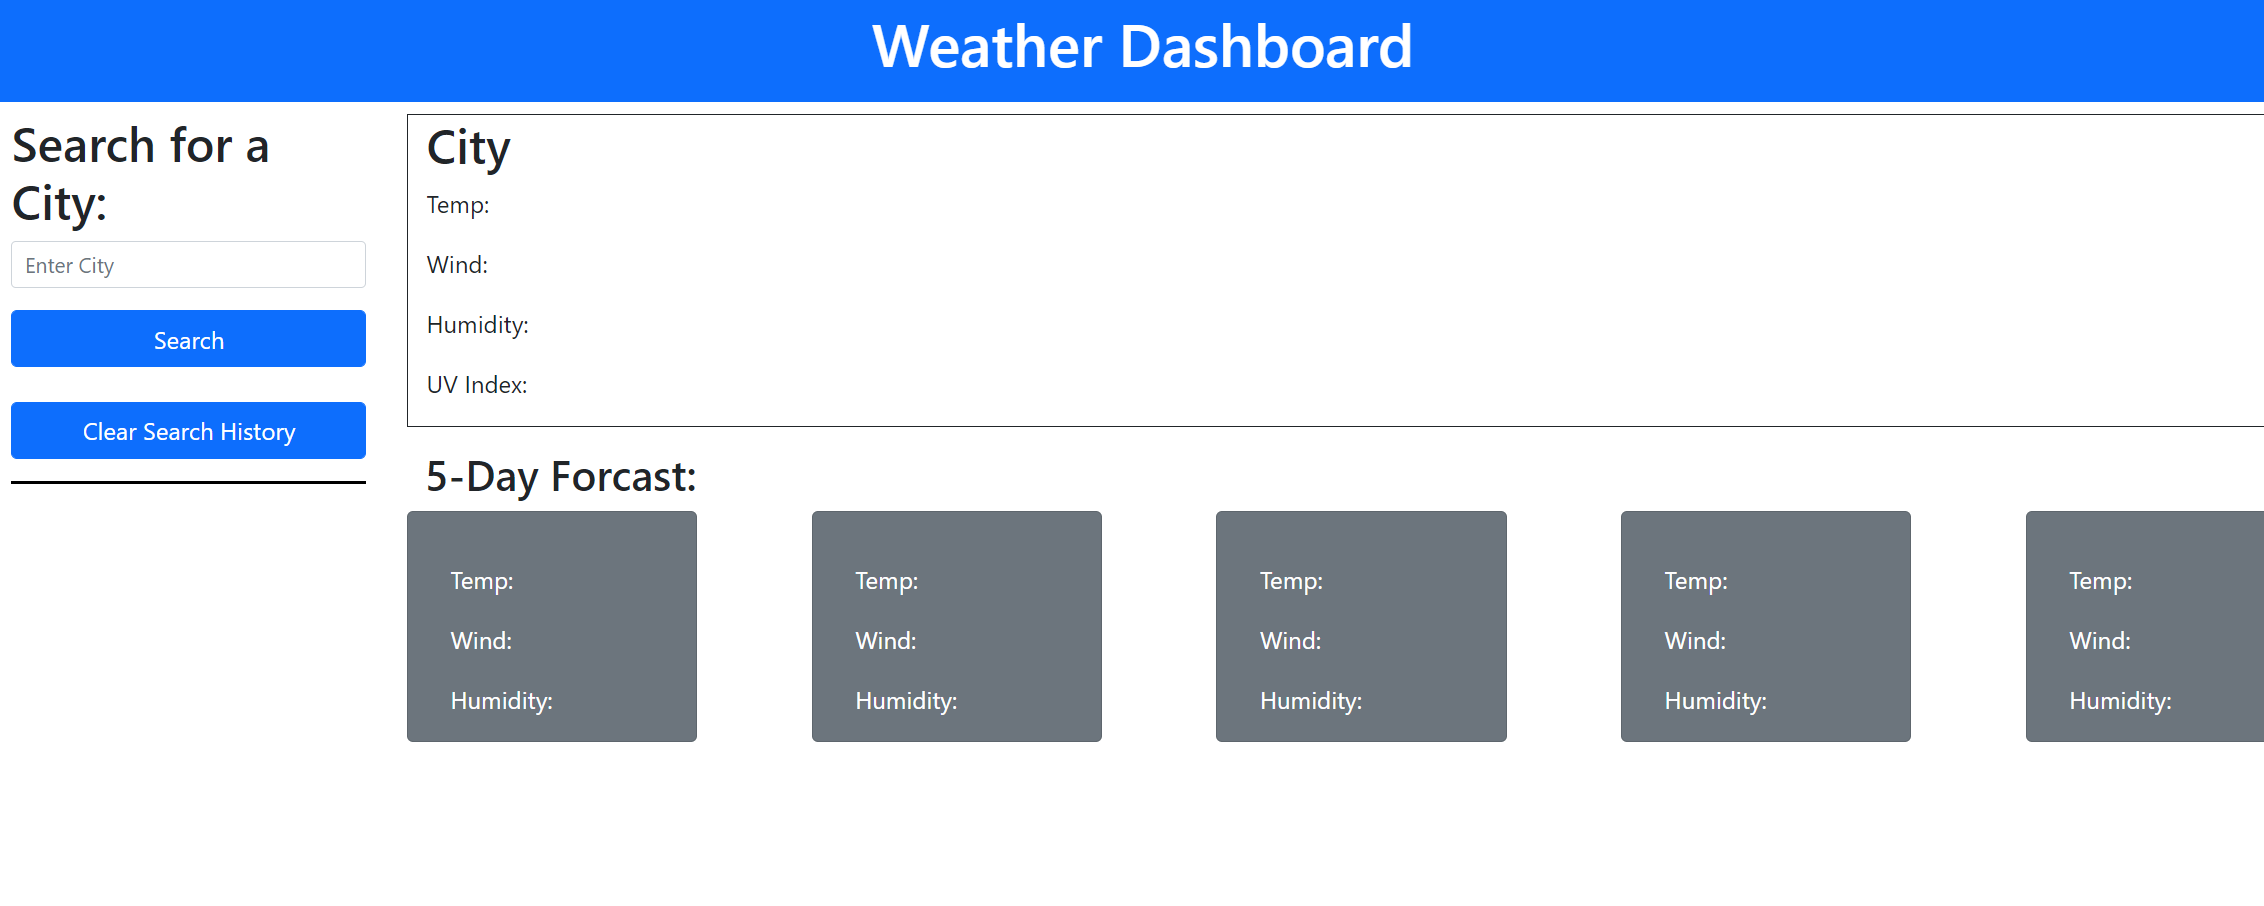 Weather Dashboard
Search for a
City:
Enter City
Search
Clear Search History
City
Temp:
Wind:
Humidity:
UV Index:
5-Day Forcast:
Temp:
Wind:
Humidity:
Temp:
Wind:
Humidity:
Temp:
Wind:
Humidity:
Temp:
Wind:
Humidity:
Temp:
Wind:
Humidity: